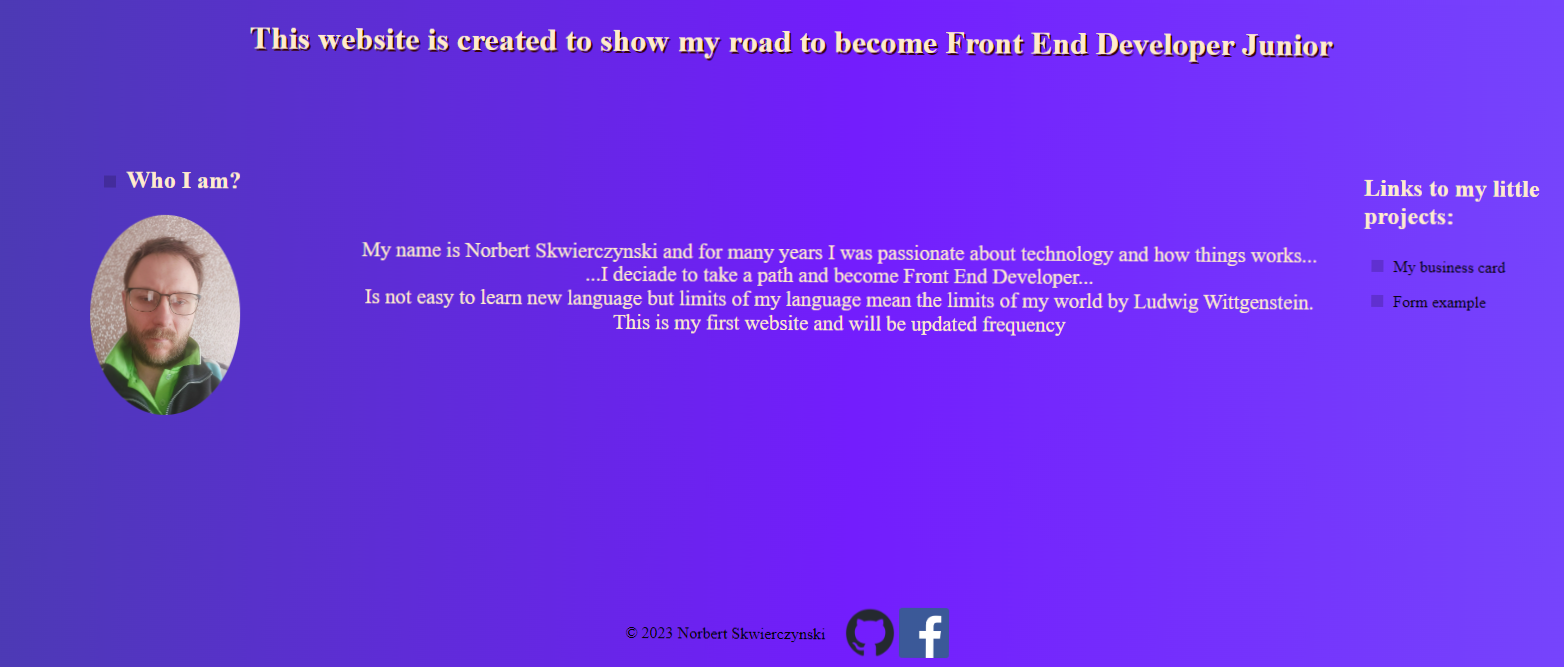 This website is created to show my road to become Front End Developer Junior
Who I am?
My name is Norbert Skwierczynski and for many years I was passionate about technology and how things works...
...I deciade to take a path and become Front End Developer...
Is not easy to learn new language but limits of my language mean the limits of my world by Ludwig Wittgenstein.
This is my first website and will be updated frequency
Links to my little
projects:
My business card
Form example
© 2023 Norbert Skwierczynski